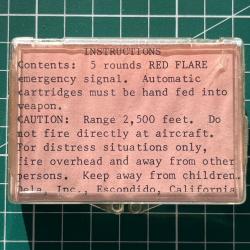 INSTRUCTIONS
Contents:  5 rounds RED FLARE
emergency signal.  Automatic
cartridges must be hand fed into
weapon.
CAUTION:  Range 2,500 feet.  Do
not fire directly at aircraft.
For distress situations only,
fire overhead and away from other
persons.  Keep away from children.
Dela, Inc., Escondido, California